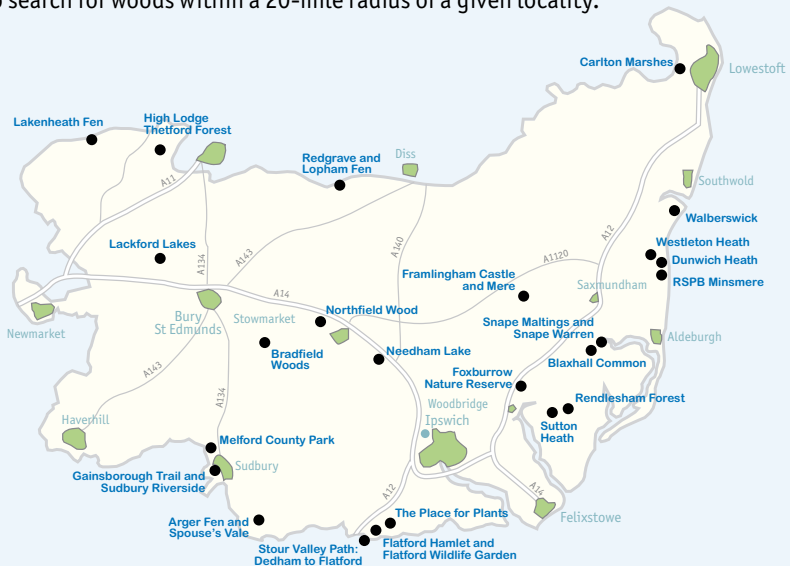 search for woods within a 20-mile radius of a given locality.
Carlton Marshes
Lowestoft
Lakenheath Fen
High Lodge
Thetford Forest
Redgrave and
Lopham Fen
Diss
A11
Southwold
Walberswick
Lackford Lakes
A134
A143
A140
A12
A1120
Westleton Heath
Dunwich Heath
RSPB Minsmere
Framlingham Castle
and Mere
Saxmundham
A14
Newmarket
Bury
St Edmunds
Stowmarket
Northfield Wood
Snape Maltings and
Snape Warren
Aldeburgh
Bradfield
Woods
Needham Lake
Blaxhall Common
A143
A134
Foxburrow
Nature Reserve
Rendlesham Forest
Haverhill
Woodbridge
Ipswich
Sutton
Heath
Melford County Park
Gainsborough Trail and
Sudbury Riverside
Sudbury
A12
A14
Arger Fen and
Spouse's Vale
The Place for Plants
Felixstowe
Stour Valley Path:
Dedham to Flatford
Flatford Hamlet and
Flatford Wildlife Garden